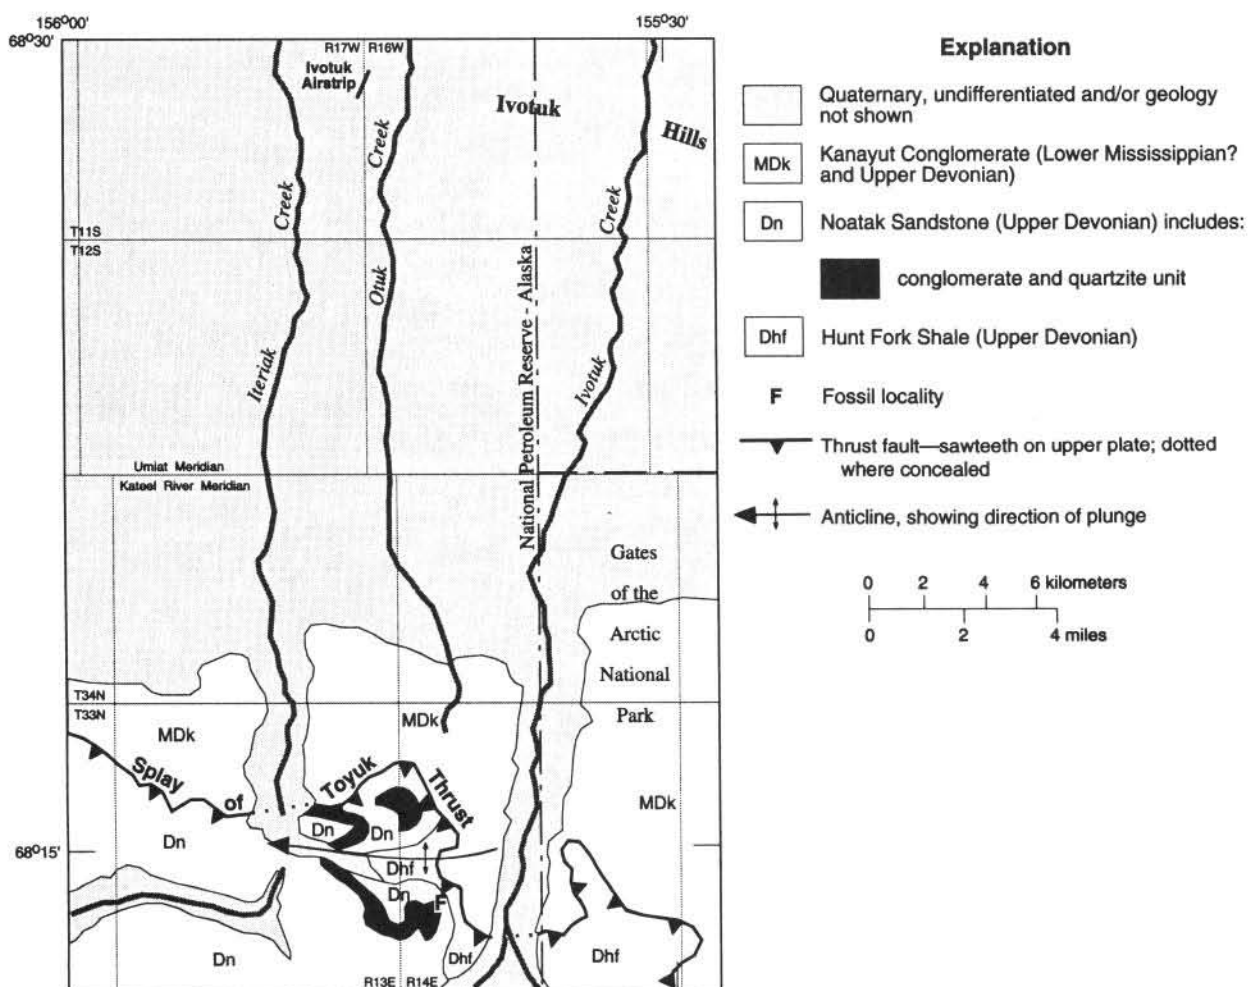 156°00'
155°30'
68°30'
R17W R16W
Ivotuk
Airstrip
Ivotuk
Hills
Creek
Creek
Creek
T11S
T12S
Otuk
Iteriak
Ivotuk
National Petroleum Reserve - Alaska
Umiat Meridian
Kateel River Meridian
Gates
of the
Arctic
National
Park
T34N
T33N
MDk
MDk
MDk
Splay of Toyuk Thrust
Dn
Dn
Dn
68°15'
Dhf
Dn
F
Dn
Dhf
Dhf
R13E R14E
Explanation
Quaternary, undifferentiated and/or geology
not shown
MDk Kanayut Conglomerate (Lower Mississippian?
and Upper Devonian)
Dn Noatak Sandstone (Upper Devonian) includes:
conglomerate and quartzite unit
Dhf Hunt Fork Shale (Upper Devonian)
F Fossil locality
Thrust fault—sawteeth on upper plate; dotted
where concealed
Anticline, showing direction of plunge
0 2 4 6 kilometers
0 2 4 miles